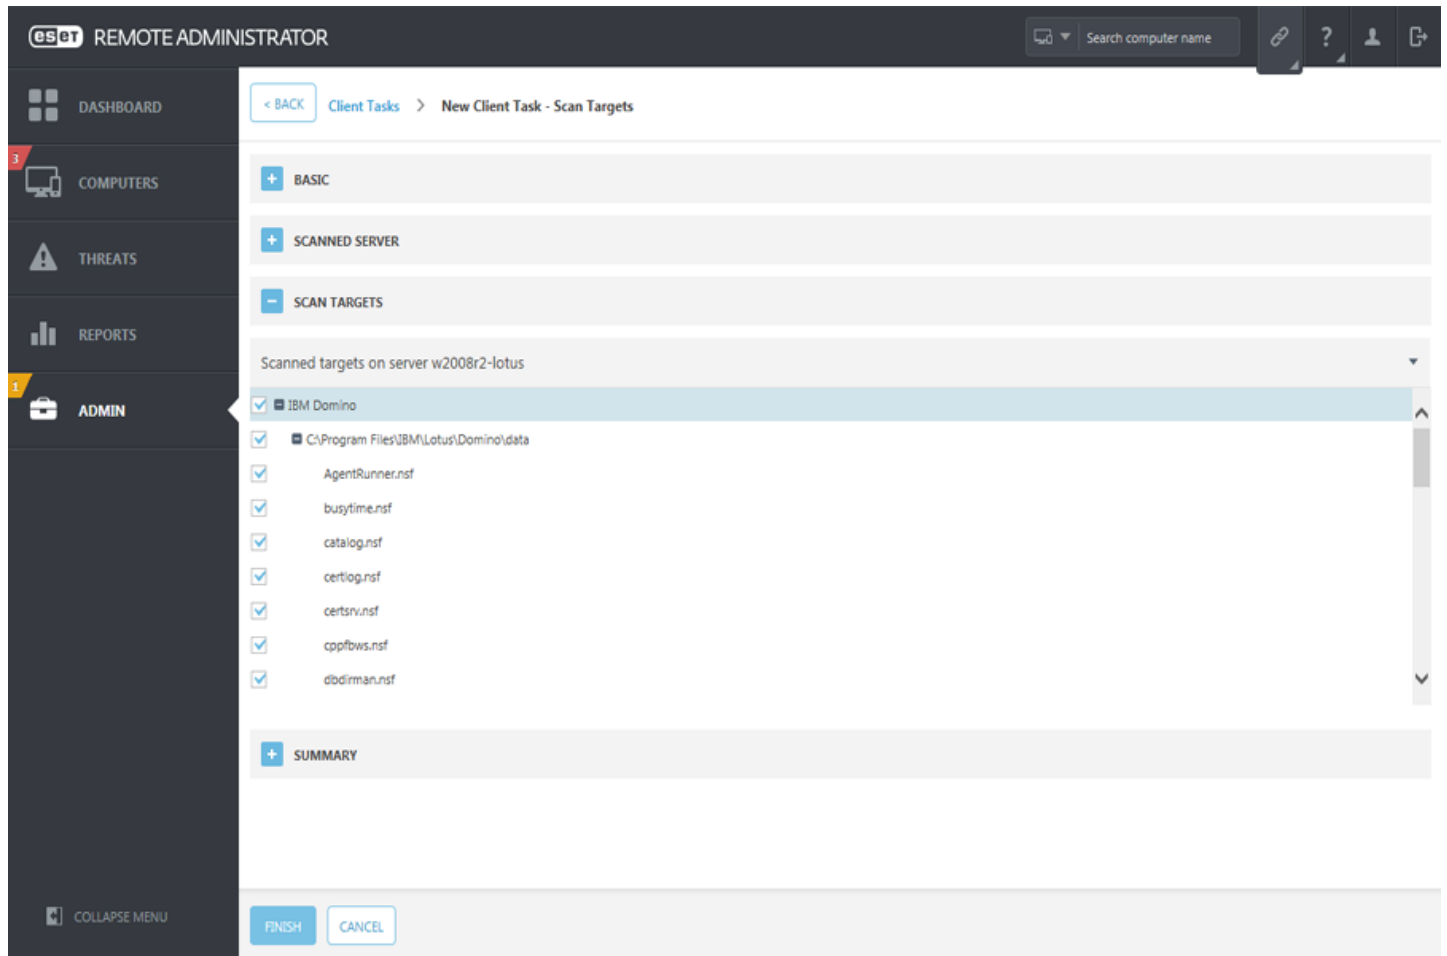 eset REMOTE ADMINISTRATOR
Search computer name
?
DASHBOARD
3
COMPUTERS
THREATS
REPORTS
1
ADMIN
< BACK Client Tasks > New Client Task - Scan Targets
+ BASIC
+ SCANNED SERVER
− SCAN TARGETS
Scanned targets on server w2008r2-lotus
IBM Domino
C:\Program Files\IBM\Lotus\Domino\data
AgentRunner.nsf
busytime.nsf
catalog.nsf
certlog.nsf
certsrv.nsf
cppfbws.nsf
dbdirman.nsf
+ SUMMARY
COLLAPSE MENU
FINISH CANCEL